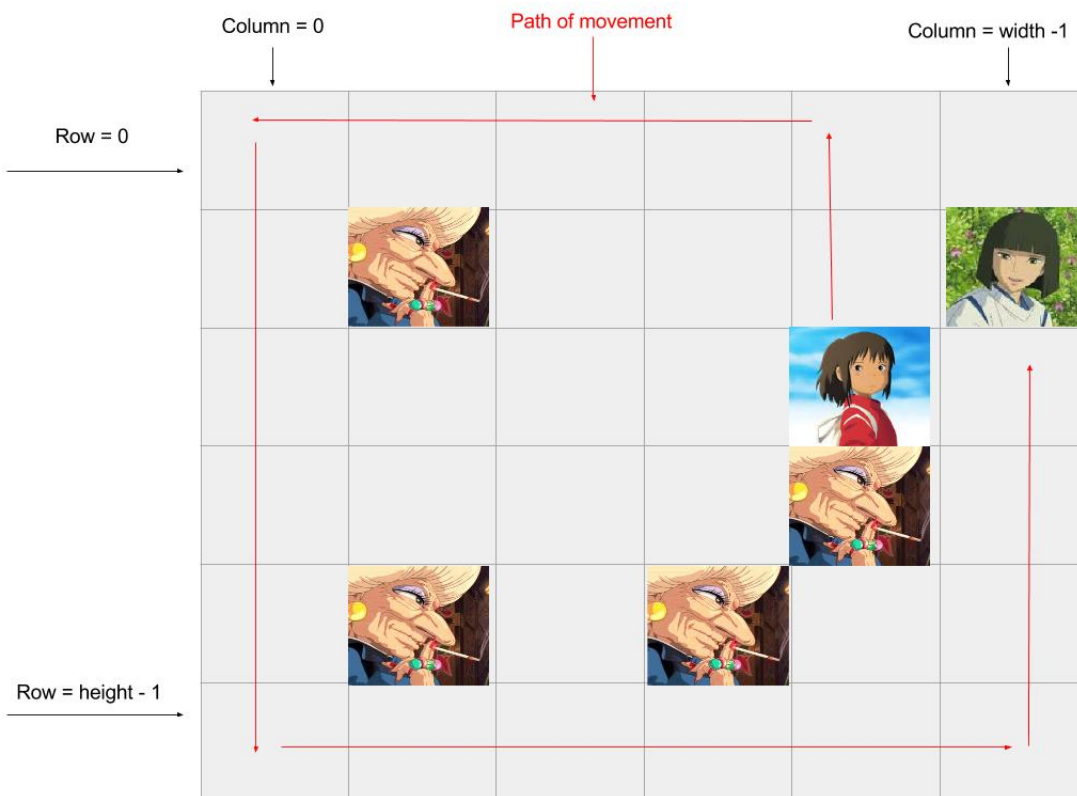 Column = 0
Path of movement
Column = width -1
Row = 0
Row = height - 1